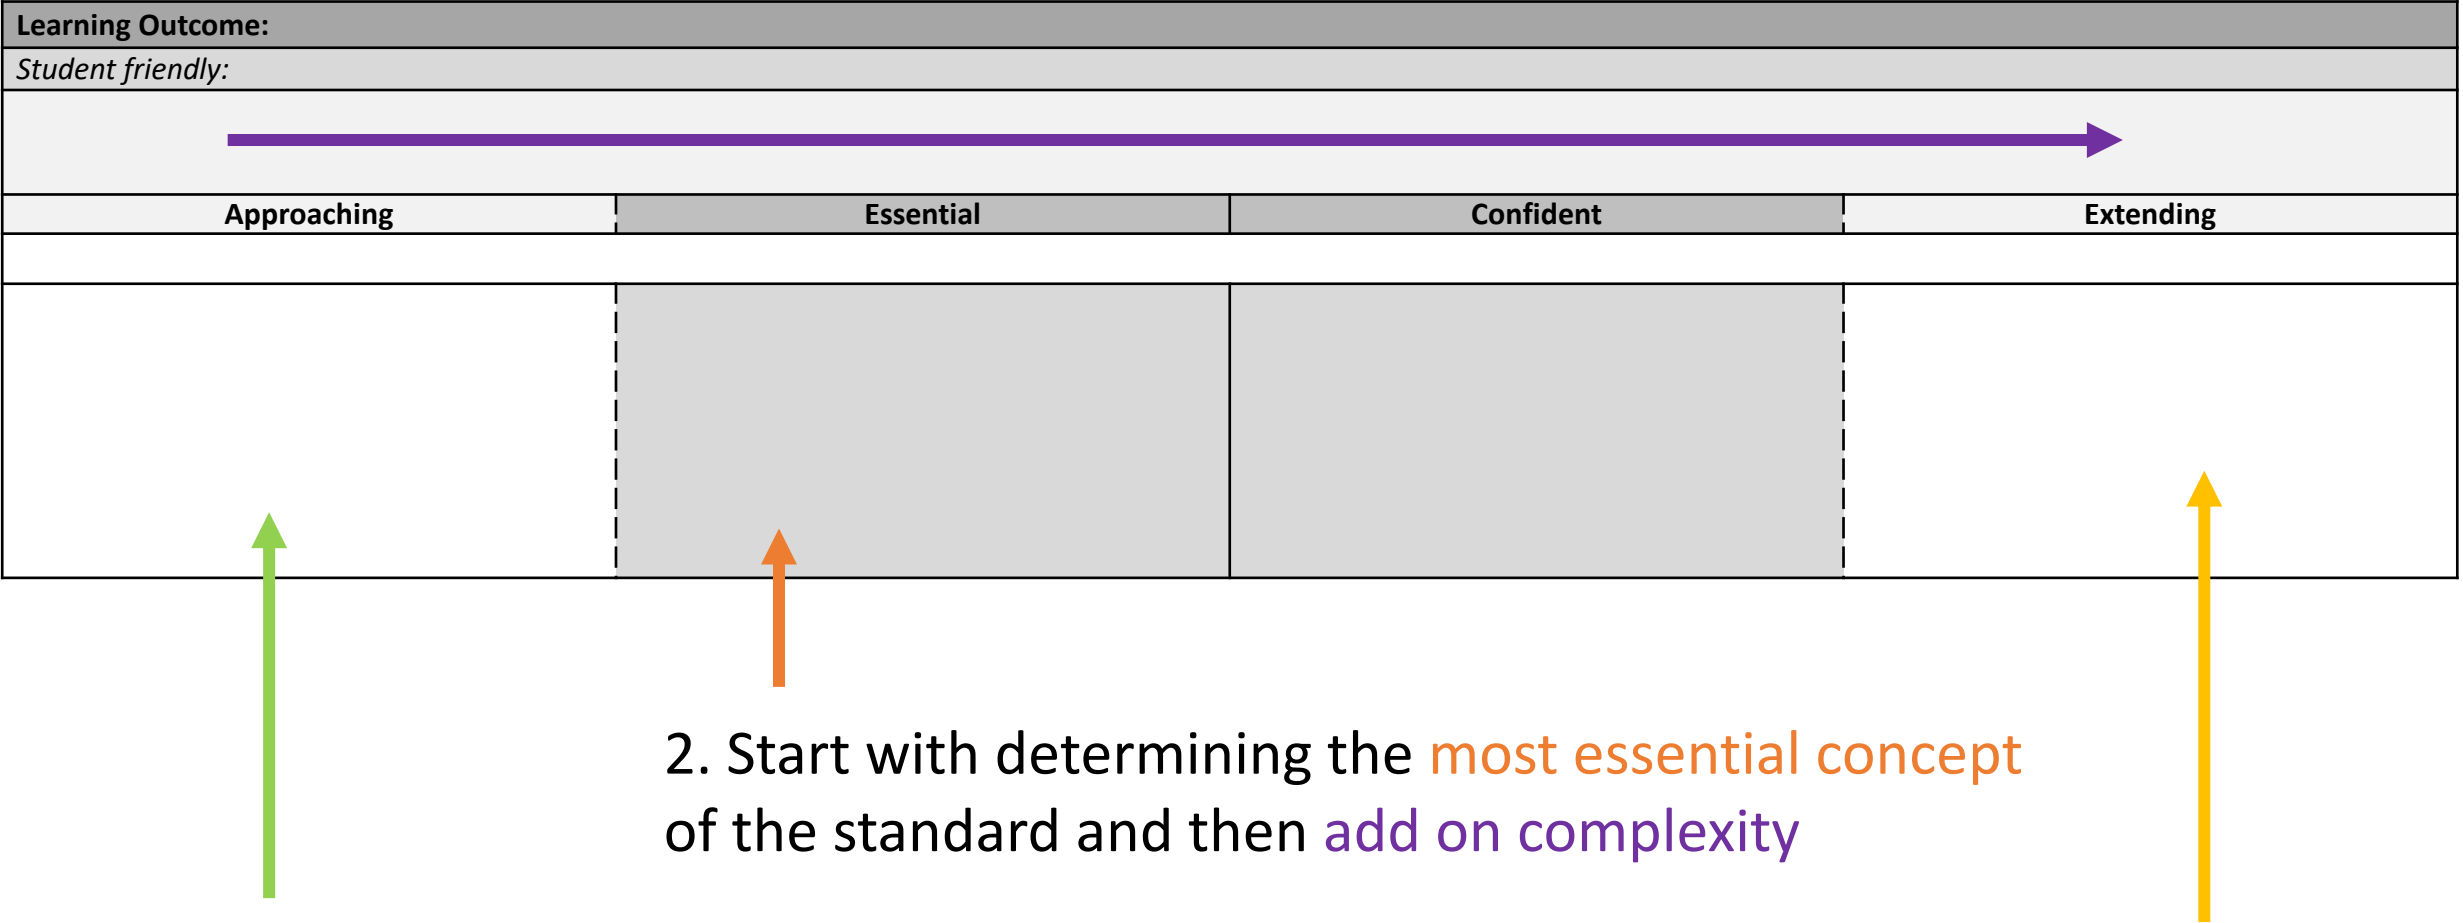 Learning Outcome:
Student friendly:
Approaching Essential Confident Extending
2. Start with determining the most essential concept
of the standard and then add on complexity